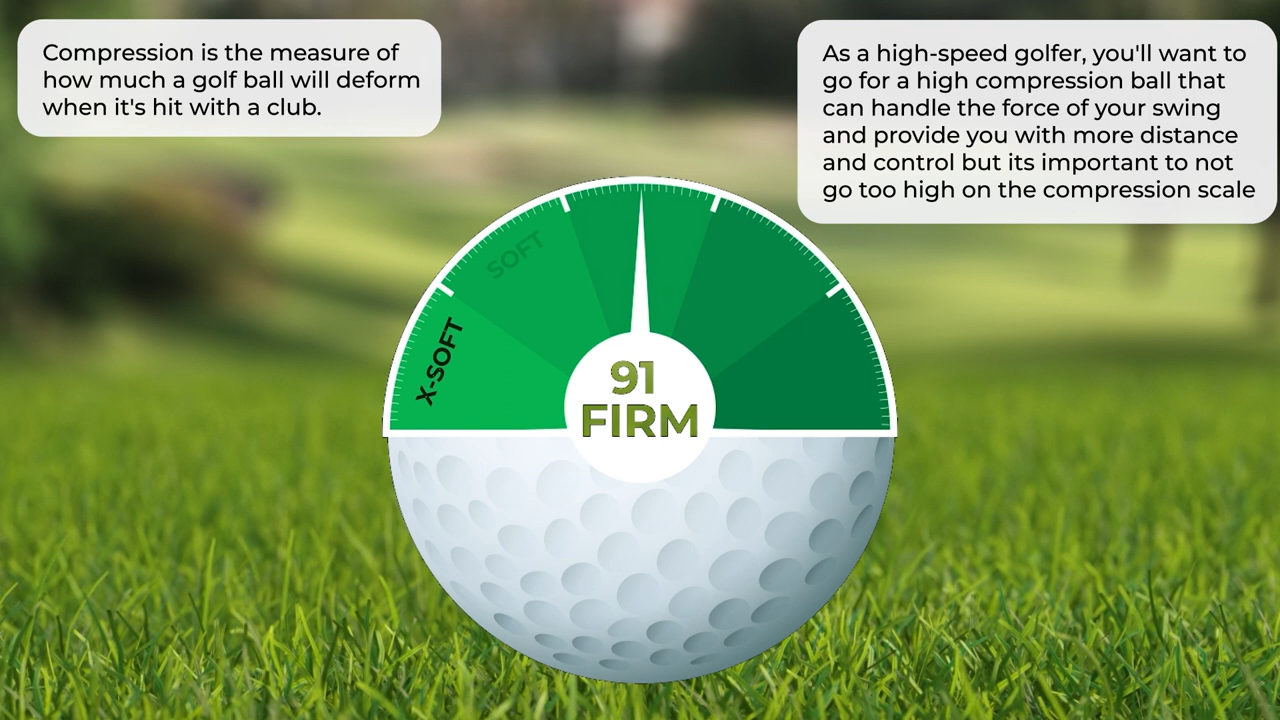 Compression is the measure of
how much a golf ball will deform
when it's hit with a club.
As a high-speed golfer, you'll want to
go for a high compression ball that
can handle the force of your swing
and provide you with more distance
and control but its important to not
go too high on the compression scale
SOFT
X-SOFT
91
FIRM